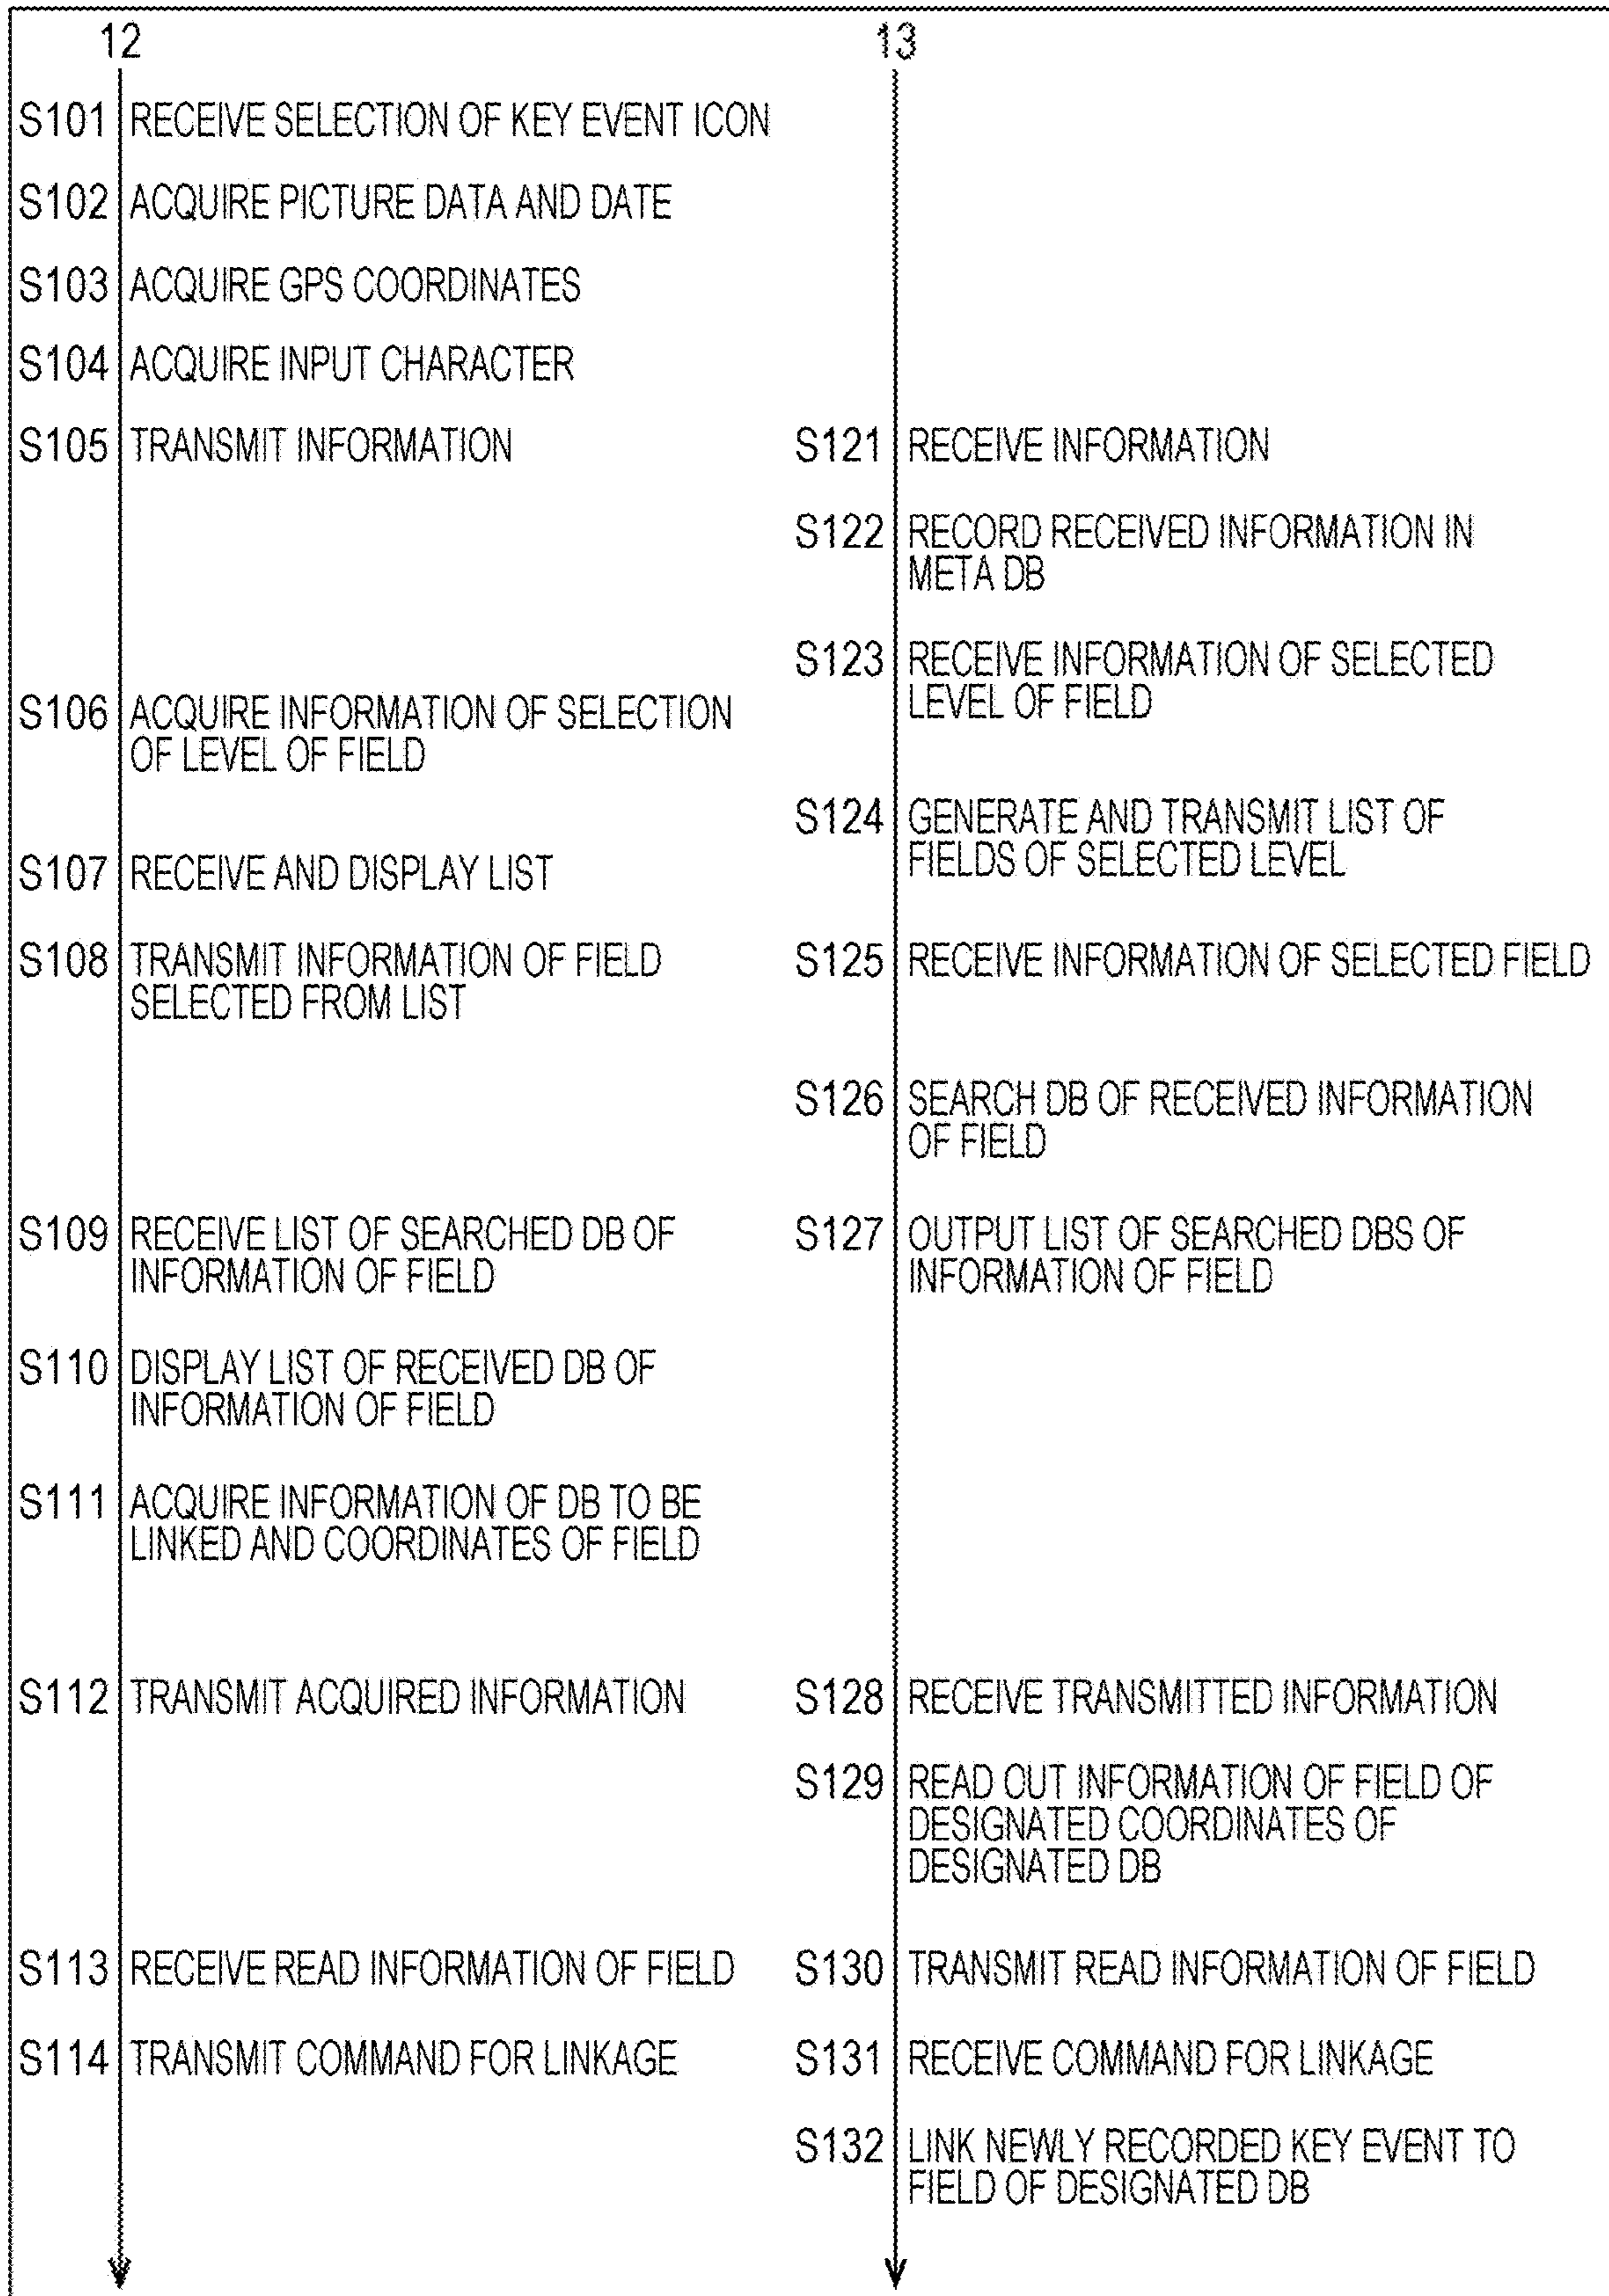 12
S101 RECEIVE SELECTION OF KEY EVENT ICON
S102 ACQUIRE PICTURE DATA AND DATE
S103 ACQUIRE GPS COORDINATES
S104 ACQUIRE INPUT CHARACTER
S105 TRANSMIT INFORMATION
S106 ACQUIRE INFORMATION OF SELECTION
OF LEVEL OF FIELD
S107 RECEIVE AND DISPLAY LIST
S108 TRANSMIT INFORMATION OF FIELD
SELECTED FROM LIST
S109 RECEIVE LIST OF SEARCHED DB OF
INFORMATION OF FIELD
S110 DISPLAY LIST OF RECEIVED DB OF
INFORMATION OF FIELD
S111 ACQUIRE INFORMATION OF DB TO BE
LINKED AND COORDINATES OF FIELD
S112 TRANSMIT ACQUIRED INFORMATION
S113 RECEIVE READ INFORMATION OF FIELD
S114 TRANSMIT COMMAND FOR LINKAGE
13
S121 RECEIVE INFORMATION
S122 RECORD RECEIVED INFORMATION IN
META DB
S123 RECEIVE INFORMATION OF SELECTED
LEVEL OF FIELD
S124 GENERATE AND TRANSMIT LIST OF
FIELDS OF SELECTED LEVEL
S125 RECEIVE INFORMATION OF SELECTED FIELD
S126 SEARCH DB OF RECEIVED INFORMATION
OF FIELD
S127 OUTPUT LIST OF SEARCHED DBS OF
INFORMATION OF FIELD
S128 RECEIVE TRANSMITTED INFORMATION
S129 READ OUT INFORMATION OF FIELD OF
DESIGNATED COORDINATES OF
DESIGNATED DB
S130 TRANSMIT READ INFORMATION OF FIELD
S131 RECEIVE COMMAND FOR LINKAGE
S132 LINK NEWLY RECORDED KEY EVENT TO
FIELD OF DESIGNATED DB